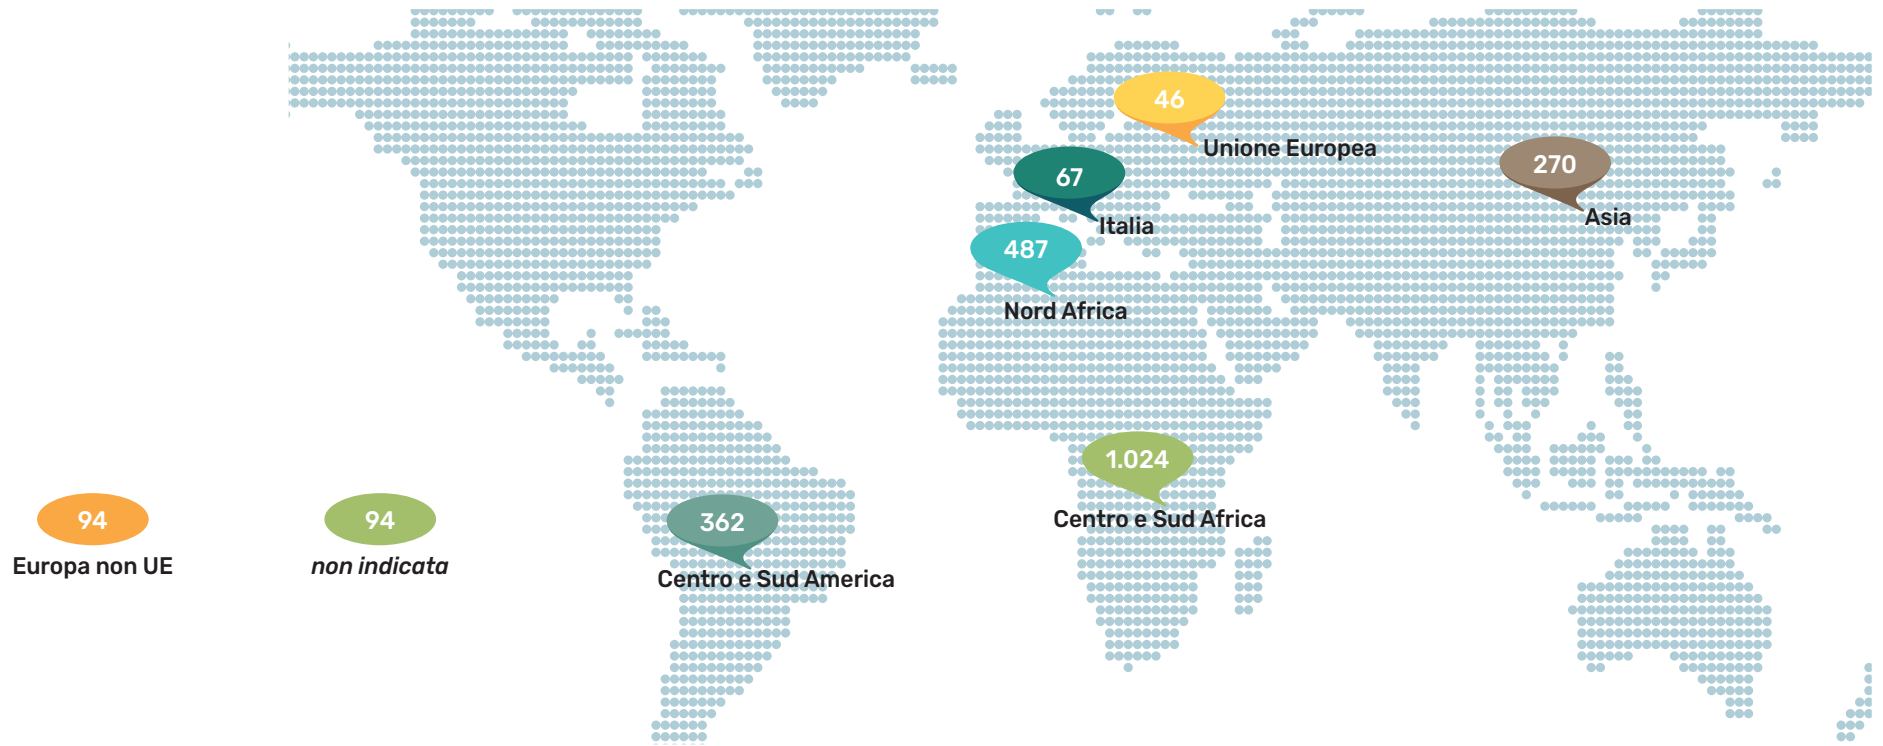 46
Unione Europea
67
Italia
270
Asia
487
Nord Africa
1.024
Centro e Sud Africa
94
Europa non UE
94
non indicata
362
Centro e Sud America